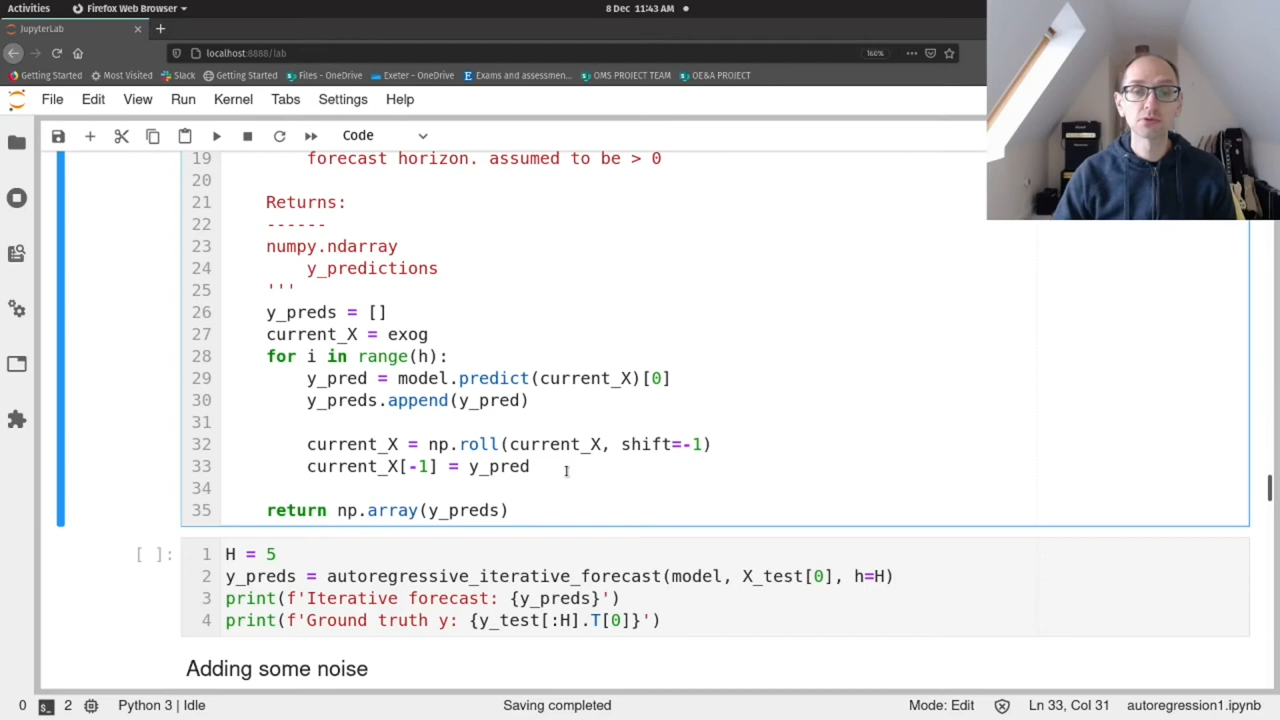 Activities
Firefox Web Browser
8 Dec 11:43 AM
JupyterLab
localhost:8888/lab
160%
Getting Started
Most Visited
Slack
Getting Started
Files - OneDrive
Exeter - OneDrive
Exams and assessmen...
OMS PROJECT TEAM
OE&A PROJECT
File Edit View Run Kernel Tabs Settings Help
Code
19 forecast horizon. assumed to be > 0
20
21 Returns:
22 ------
23 numpy.ndarray
24 y_predictions
25 '''
26 y_preds = []
27 current_X = exog
28 for i in range(h):
29 y_pred = model.predict(current_X)[0]
30 y_preds.append(y_pred)
31
32 current_X = np.roll(current_X, shift=-1)
33 current_X[-1] = y_pred
34
35 return np.array(y_preds)
[ ]: 1 H = 5
2 y_preds = autoregressive_iterative_forecast(model, X_test[0], h=H)
3 print(f'Iterative forecast: {y_preds}')
4 print(f'Ground truth y: {y_test[:H].T[0]}')
Adding some noise
0 2 Python 3 | Idle Saving completed Mode: Edit Ln 33, Col 31 autoregression1.ipynb